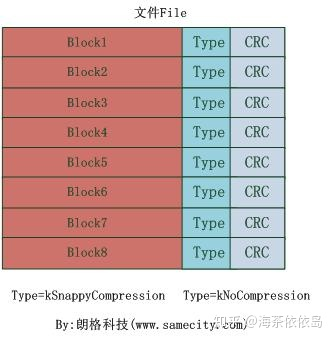 文件File
Block1 Type CRC
Block2 Type CRC
Block3 Type CRC
Block4 Type CRC
Block5 Type CRC
Block6 Type CRC
Block7 Type CRC
Block8 Type CRC
Type=kSnappyCompression Type=kNoCompression
By:朗格科技(www.samecity.com)
知乎 @海茶依依岛